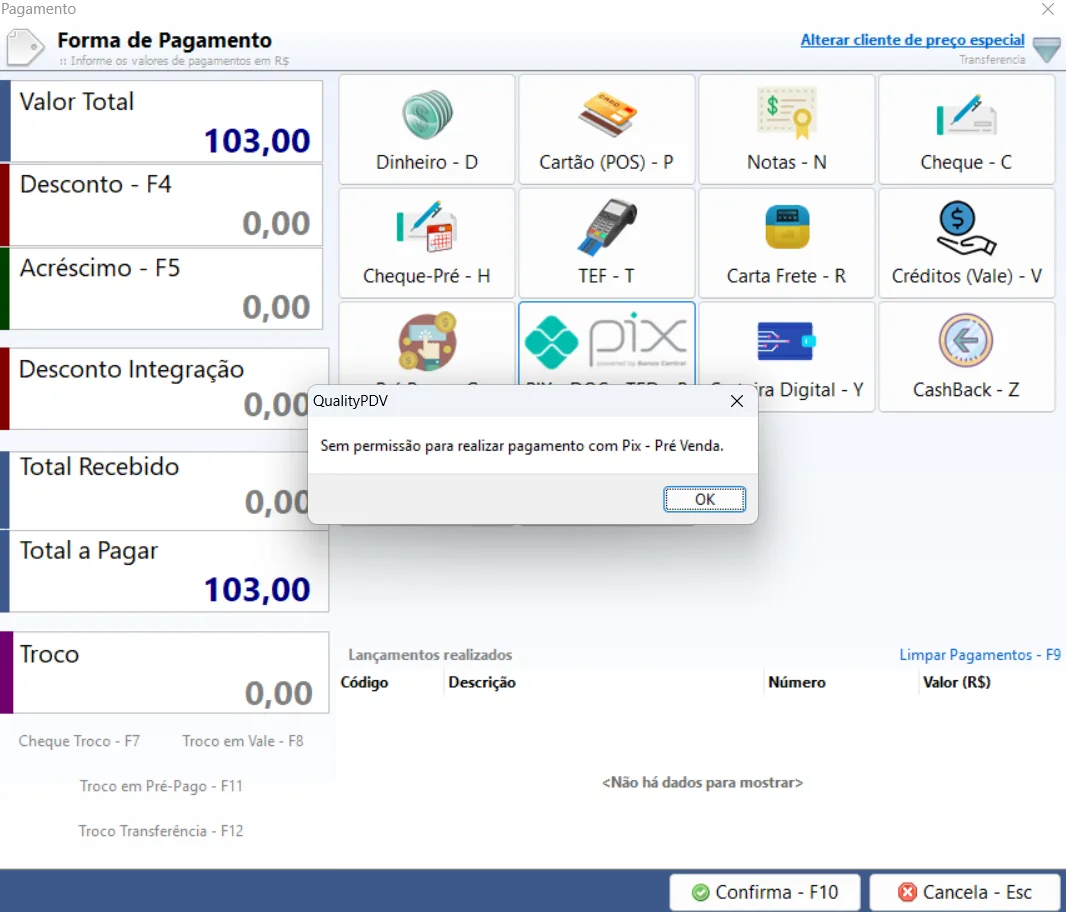 Pagamento
Forma de Pagamento
:: Informe os valores de pagamentos em R$
Alterar cliente de preço especial
Transferencia
Valor Total
103,00
Desconto - F4
0,00
Acréscimo - F5
0,00
Desconto Integração
0,00
Total Recebido
0,00
Total a Pagar
103,00
Troco
0,00
Cheque Troco - F7
Troco em Vale - F8
Troco em Pré-Pago - F11
Troco Transferência - F12
Dinheiro - D
Cartão (POS) - P
Notas - N
Cheque - C
Cheque-Pré - H
TEF - T
Carta Frete - R
Créditos (Vale) - V
pix
powered by Banco Central
ra Digital - Y
CashBack - Z
QualityPDV
Sem permissão para realizar pagamento com Pix - Pré Venda.
OK
Lançamentos realizados
Limpar Pagamentos - F9
Código Descrição Número Valor (R$)
<Não há dados para mostrar>
Confirma - F10
Cancela - Esc